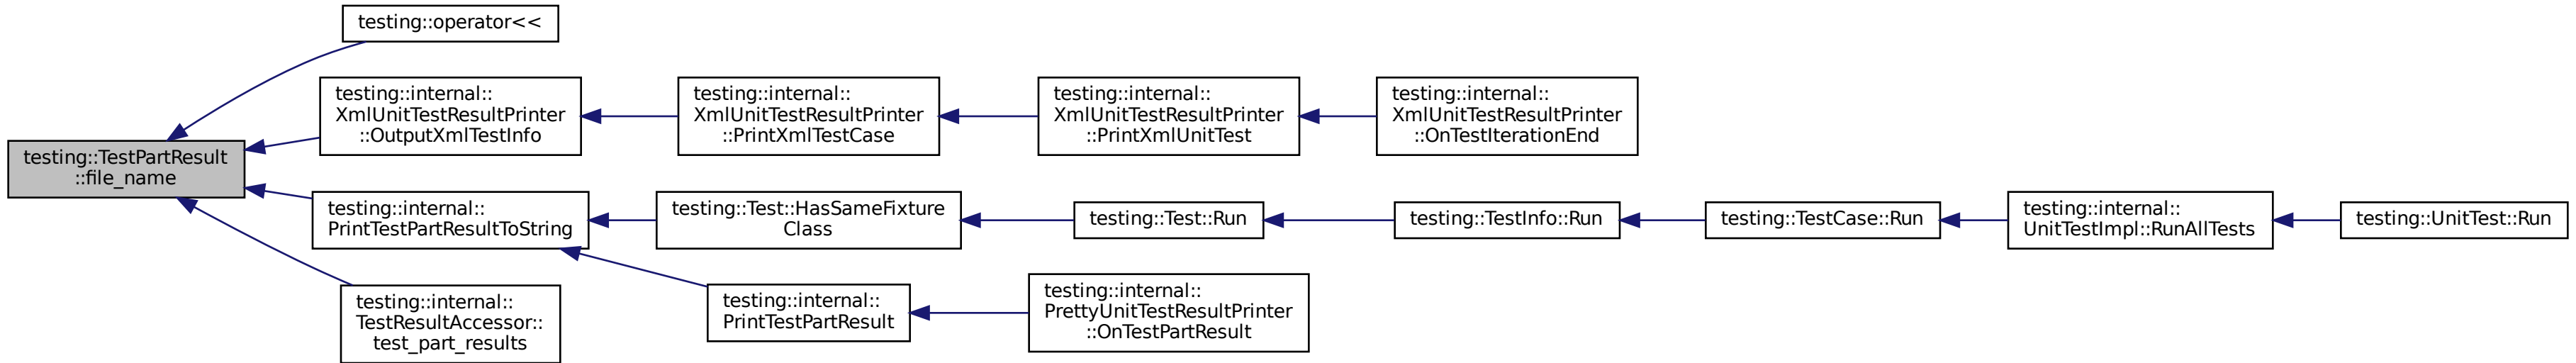 testing::operator<<
testing::internal::
XmlUnitTestResultPrinter
::OutputXmlTestInfo
testing::internal::
XmlUnitTestResultPrinter
::PrintXmlTestCase
testing::internal::
XmlUnitTestResultPrinter
::PrintXmlUnitTest
testing::internal::
XmlUnitTestResultPrinter
::OnTestIterationEnd
testing::TestPartResult
::file_name
testing::internal::
PrintTestPartResultToString
testing::Test::HasSameFixture
Class
testing::Test::Run
testing::TestInfo::Run
testing::TestCase::Run
testing::internal::
UnitTestImpl::RunAllTests
testing::UnitTest::Run
testing::internal::
TestResultAccessor::
test_part_results
testing::internal::
PrintTestPartResult
testing::internal::
PrettyUnitTestResultPrinter
::OnTestPartResult